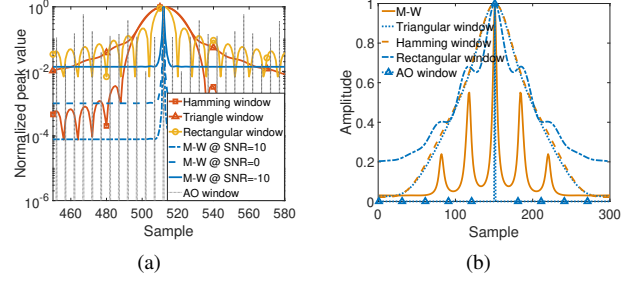 10^0
10^-2
10^-4
10^-6
Normalized peak value
Hamming window
Triangle window
Rectangular window
M-W @ SNR=10
M-W @ SNR=0
M-W @ SNR=-10
AO window
460 480 500 520 540 560 580
Sample
(a)
1
0.8
0.6
0.4
0.2
0
Amplitude
M-W
Triangular window
Hamming window
Rectangular window
AO window
0 100 200 300
Sample
(b)